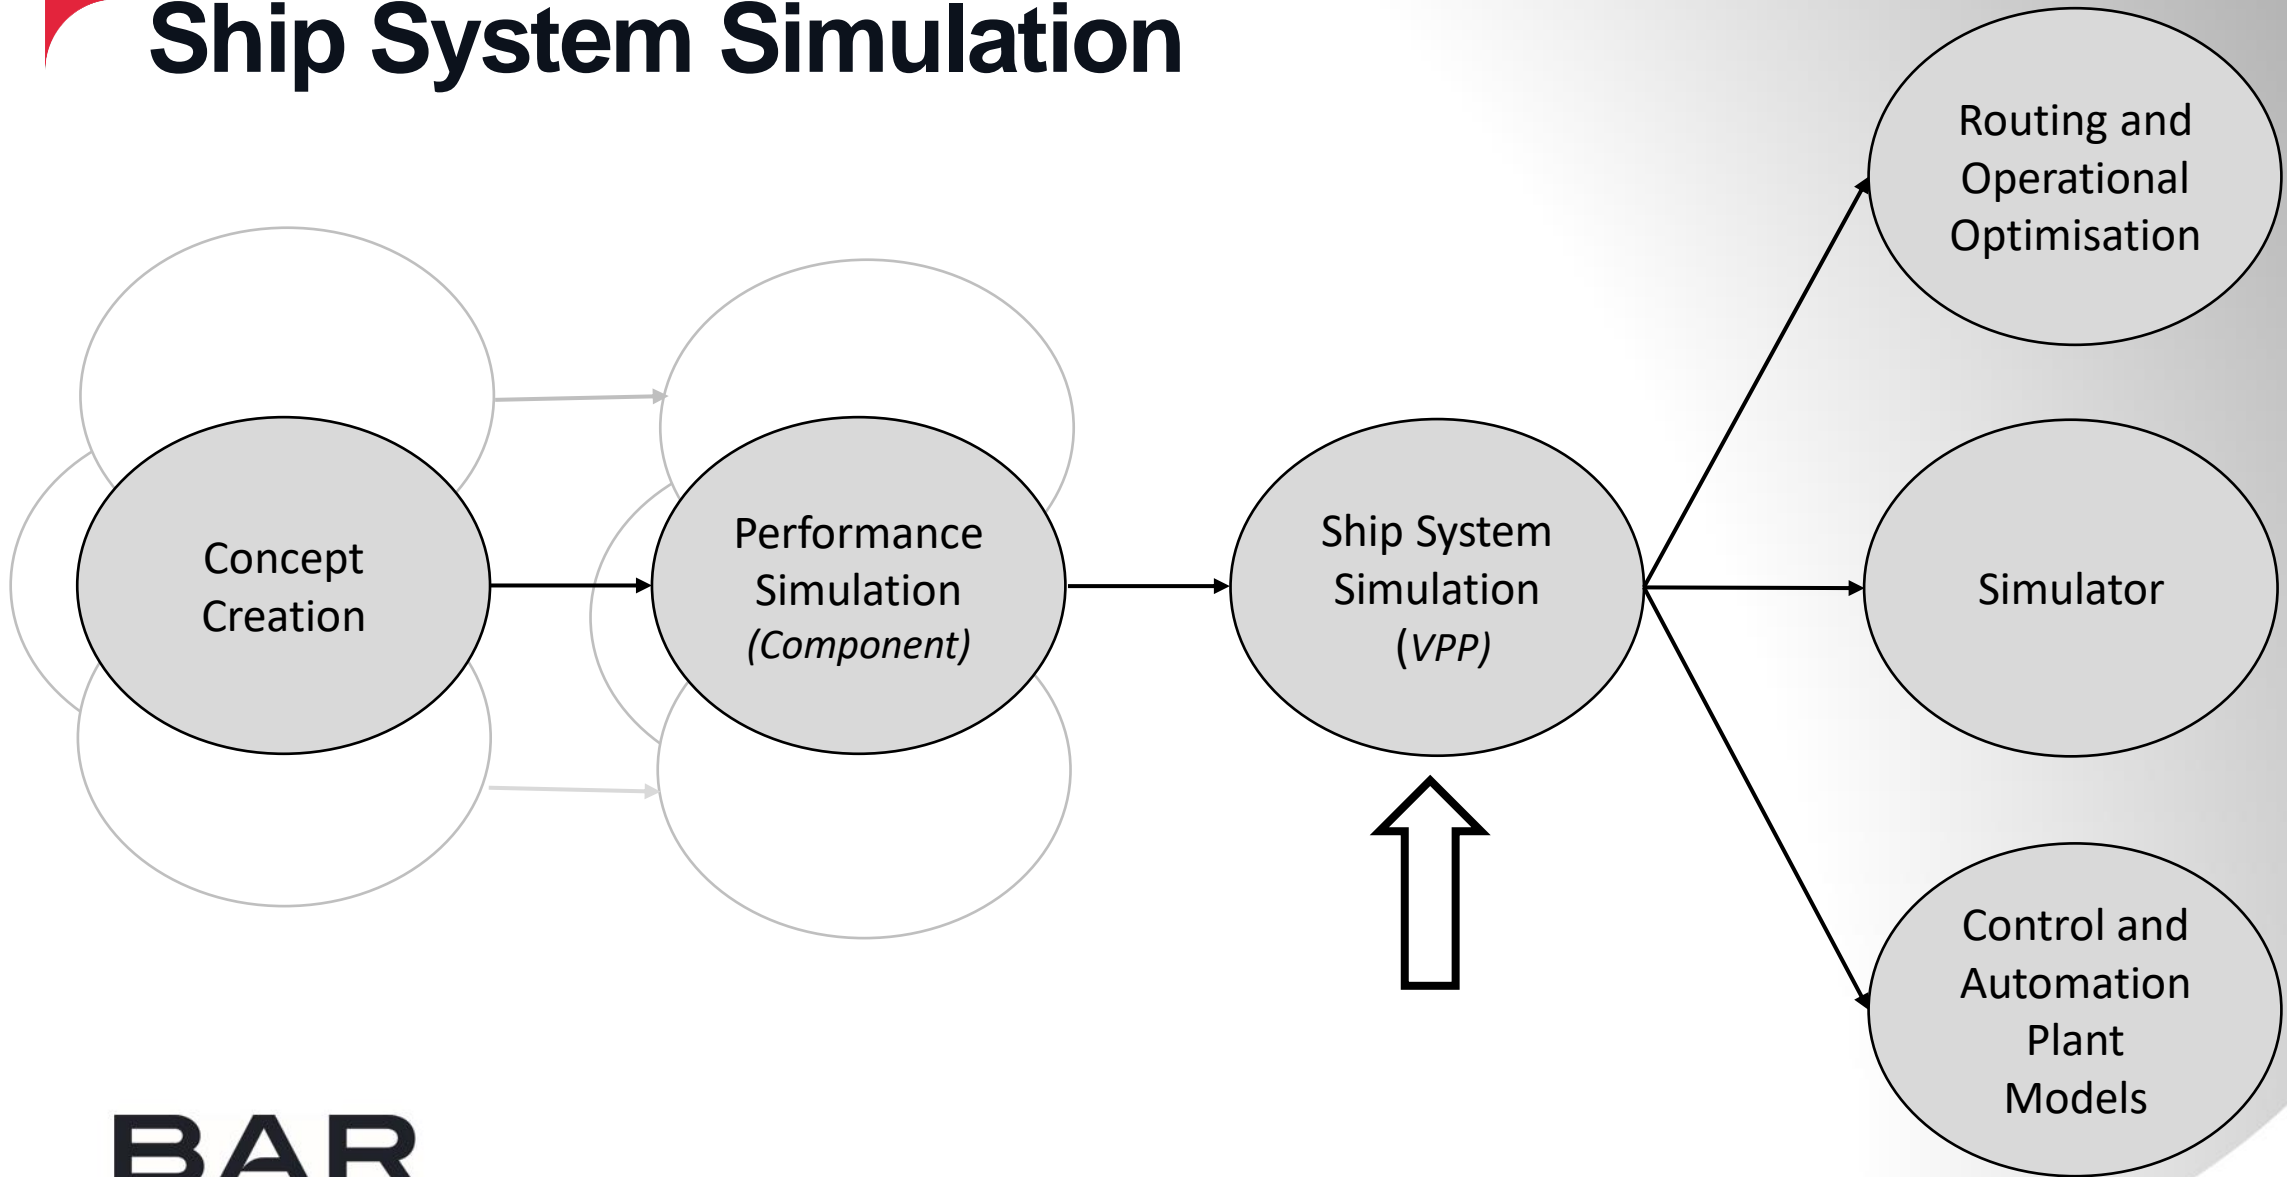 Ship System Simulation
Concept
Creation
Performance
Simulation
(Component)
Ship System
Simulation
(VPP)
Routing and
Operational
Optimisation
Simulator
Control and
Automation
Plant
Models
BAR